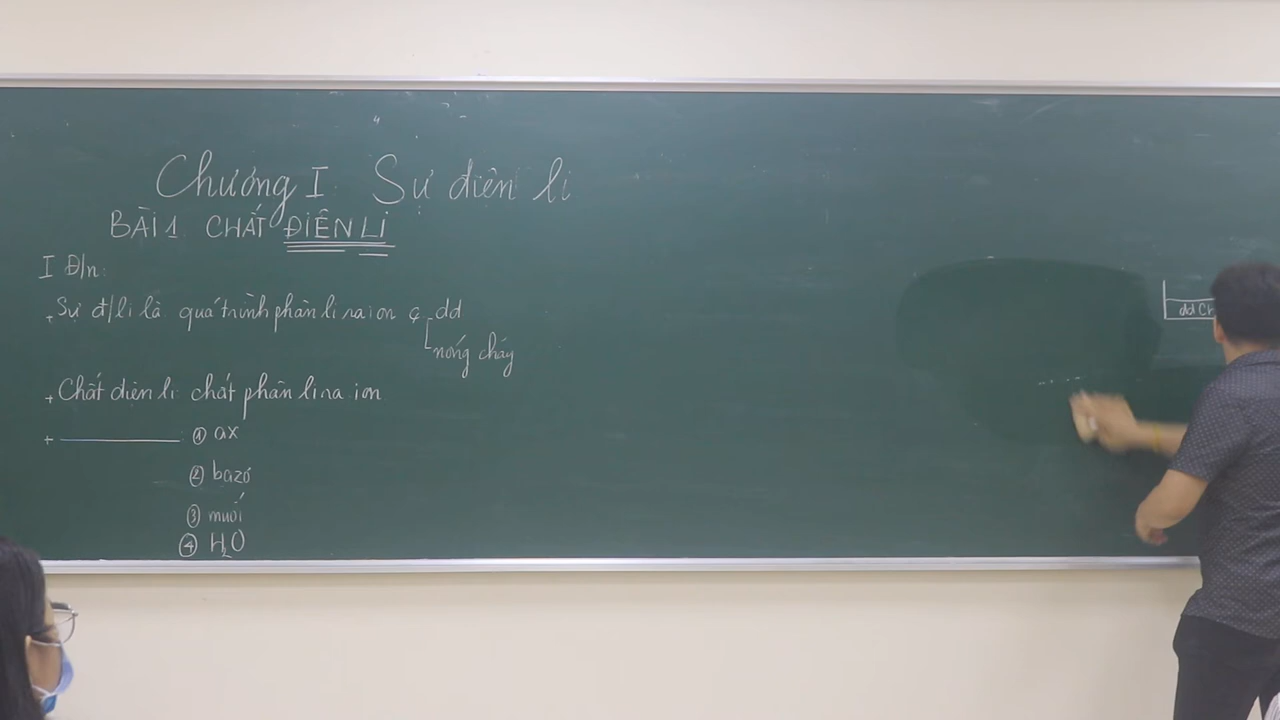 Chương I Sự điện li
BÀI 1 CHẤT ĐIỆN LI
I Đ/n:
+ Sự đ/li là quá trình phân li ra ion dd
nóng chảy
+ Chất điện li: chất phân li ra ion
+ ① ax
② bazơ
③ muối
④ H₂O
dd